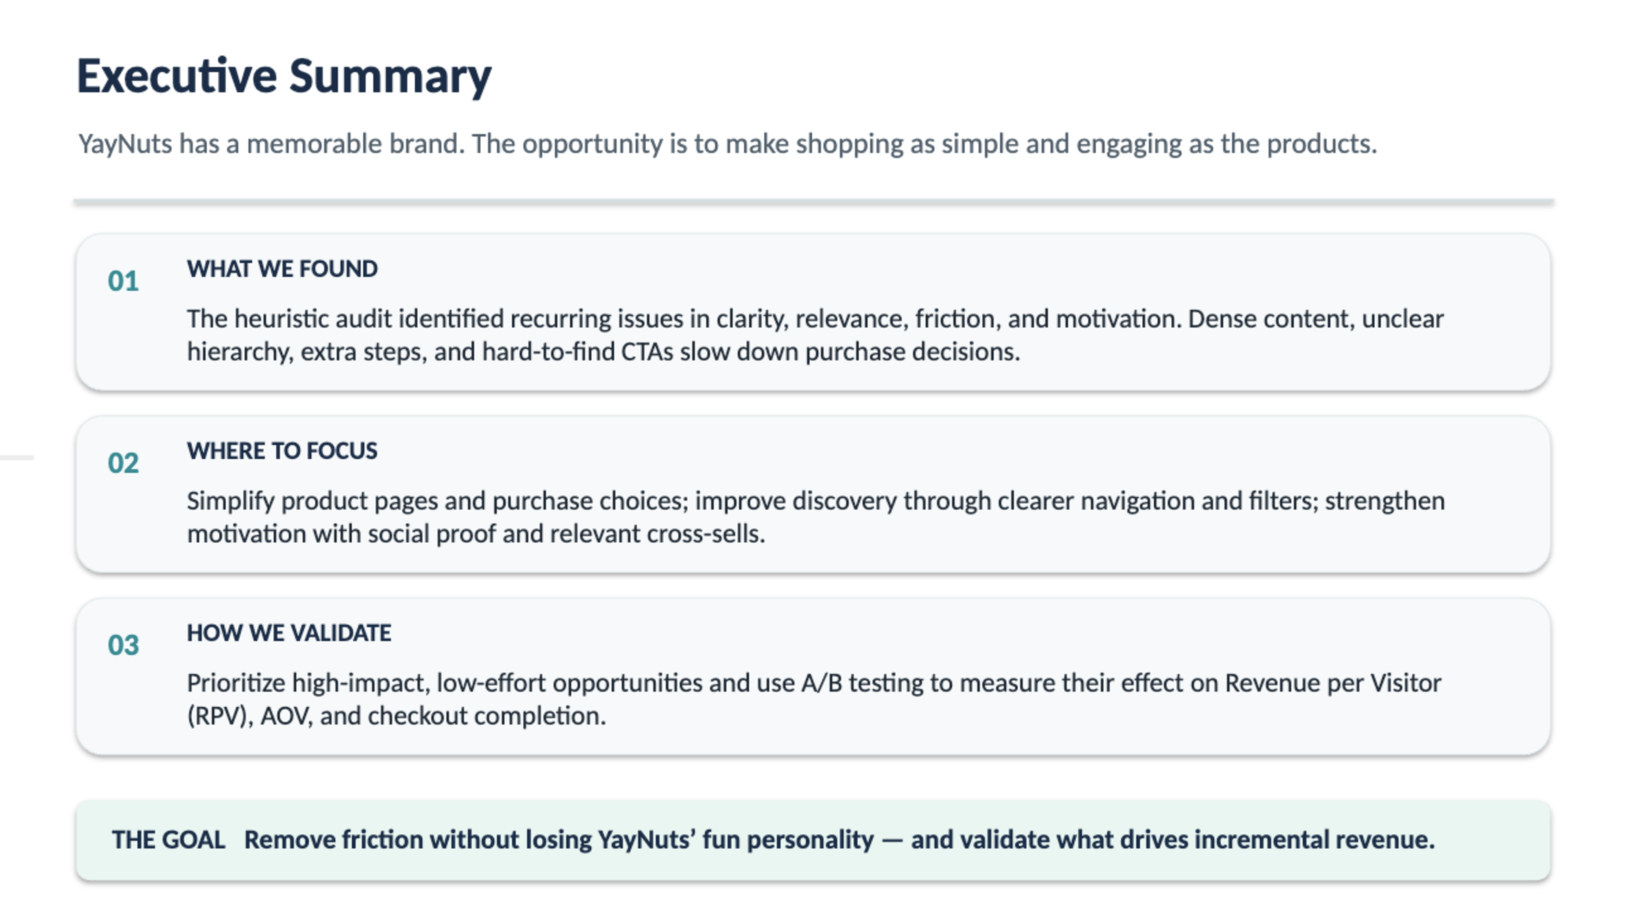 Executive Summary
YayNuts has a memorable brand. The opportunity is to make shopping as simple and engaging as the products.
01
WHAT WE FOUND
The heuristic audit identified recurring issues in clarity, relevance, friction, and motivation. Dense content, unclear
hierarchy, extra steps, and hard-to-find CTAs slow down purchase decisions.
02
WHERE TO FOCUS
Simplify product pages and purchase choices; improve discovery through clearer navigation and filters; strengthen
motivation with social proof and relevant cross-sells.
03
HOW WE VALIDATE
Prioritize high-impact, low-effort opportunities and use A/B testing to measure their effect on Revenue per Visitor
(RPV), AOV, and checkout completion.
THE GOAL Remove friction without losing YayNuts’ fun personality — and validate what drives incremental revenue.